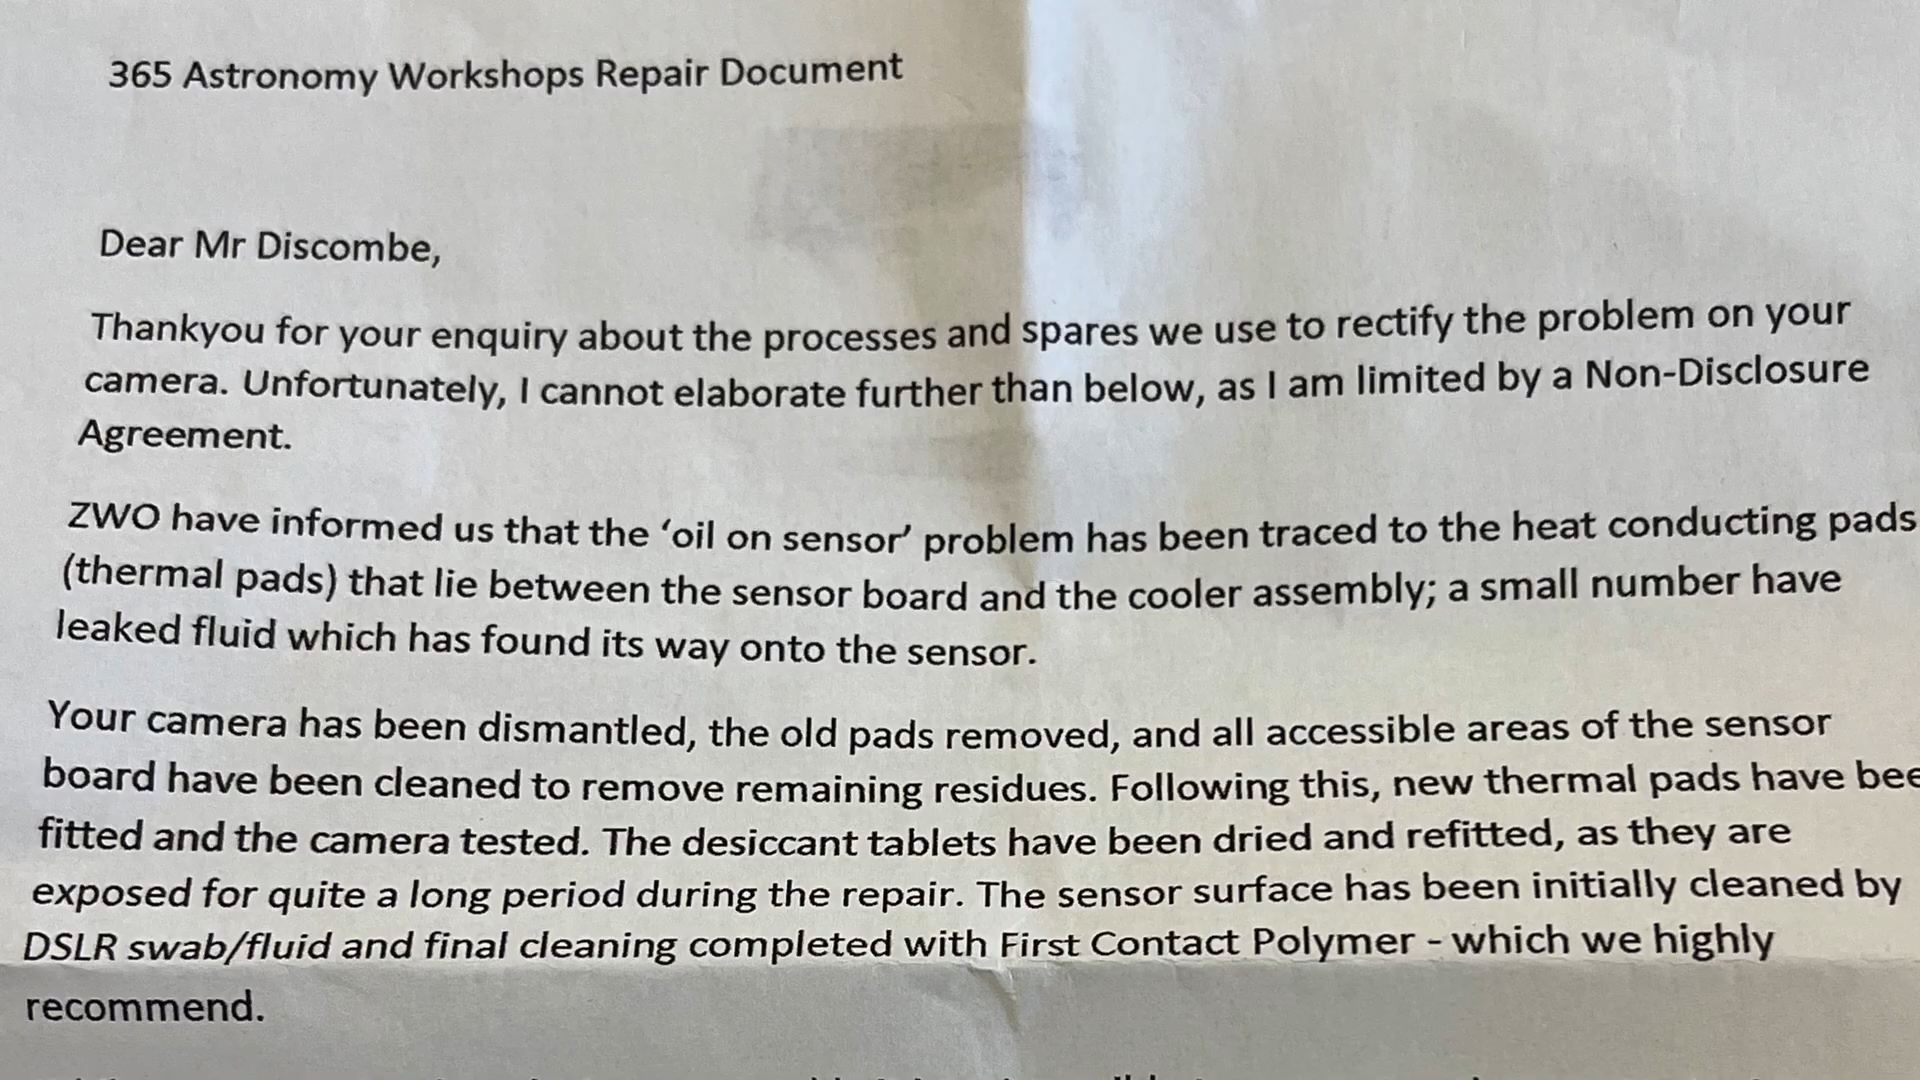 365 Astronomy Workshops Repair Document
Dear Mr Discombe,
Thankyou for your enquiry about the processes and spares we use to rectify the problem on your
camera. Unfortunately, I cannot elaborate further than below, as I am limited by a Non-Disclosure
Agreement.
ZWO have informed us that the ‘oil on sensor’ problem has been traced to the heat conducting pads
(thermal pads) that lie between the sensor board and the cooler assembly; a small number have
leaked fluid which has found its way onto the sensor.
Your camera has been dismantled, the old pads removed, and all accessible areas of the sensor
board have been cleaned to remove remaining residues. Following this, new thermal pads have bee
fitted and the camera tested. The desiccant tablets have been dried and refitted, as they are
exposed for quite a long period during the repair. The sensor surface has been initially cleaned by
DSLR swab/fluid and final cleaning completed with First Contact Polymer - which we highly
recommend.